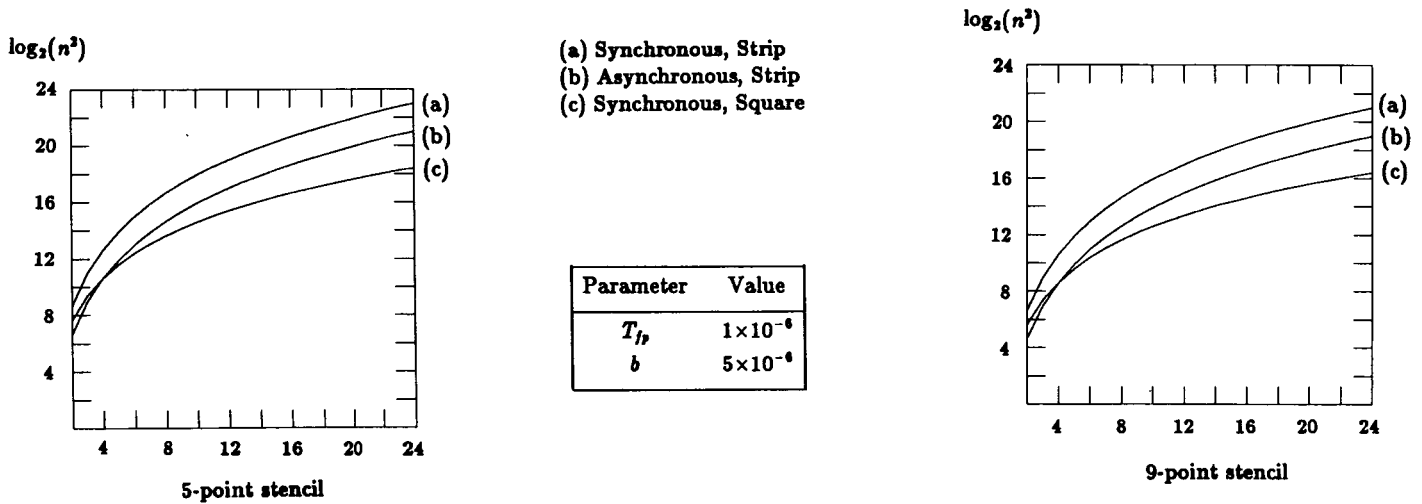 log₂(n²)
24
20
16
12
8
4
4 8 12 16 20 24
(a)
(b)
(c)
5-point stencil
(a) Synchronous, Strip
(b) Asynchronous, Strip
(c) Synchronous, Square
Parameter Value
T_fp 1×10⁻⁶
b 5×10⁻⁶
log₂(n²)
24
20
16
12
8
4
4 8 12 16 20 24
(a)
(b)
(c)
9-point stencil